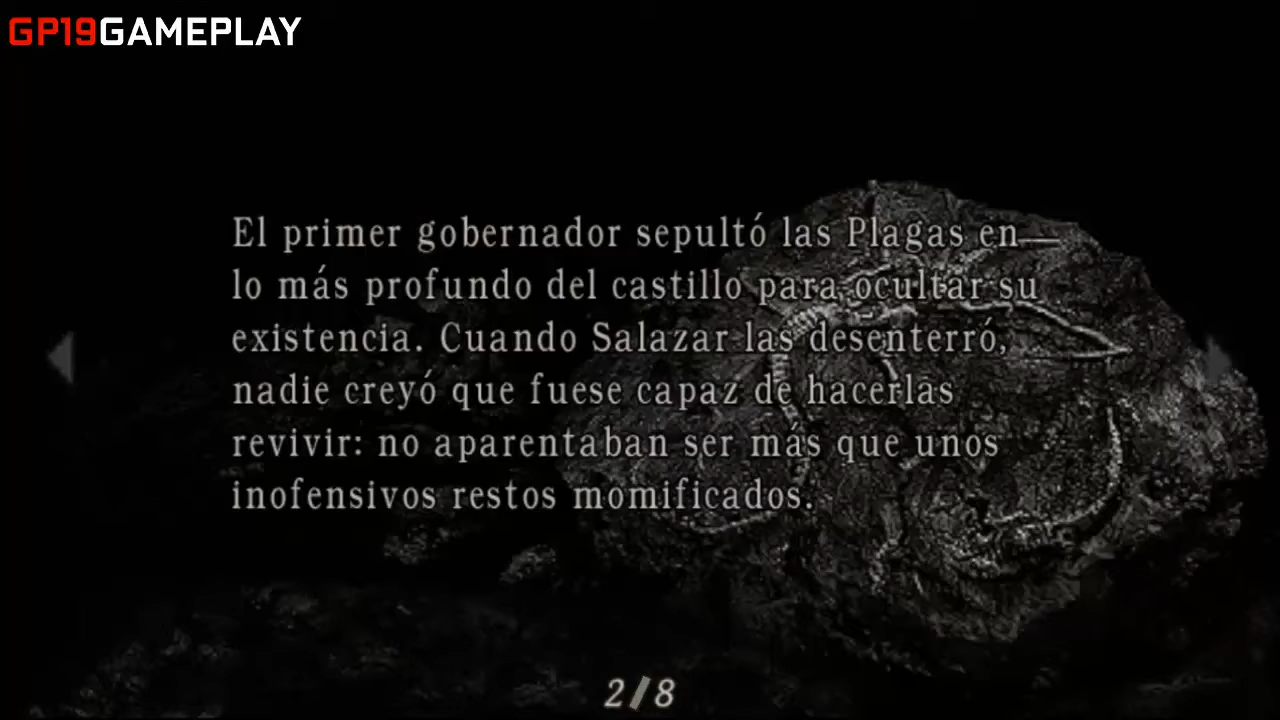 GP19GAMEPLAY
El primer gobernador sepultó las Plagas en
lo más profundo del castillo para ocultar su
existencia. Cuando Salazar las desenterró,
nadie creyó que fuese capaz de hacerlas
revivir: no aparentaban ser más que unos
inofensivos restos momificados.
2/8